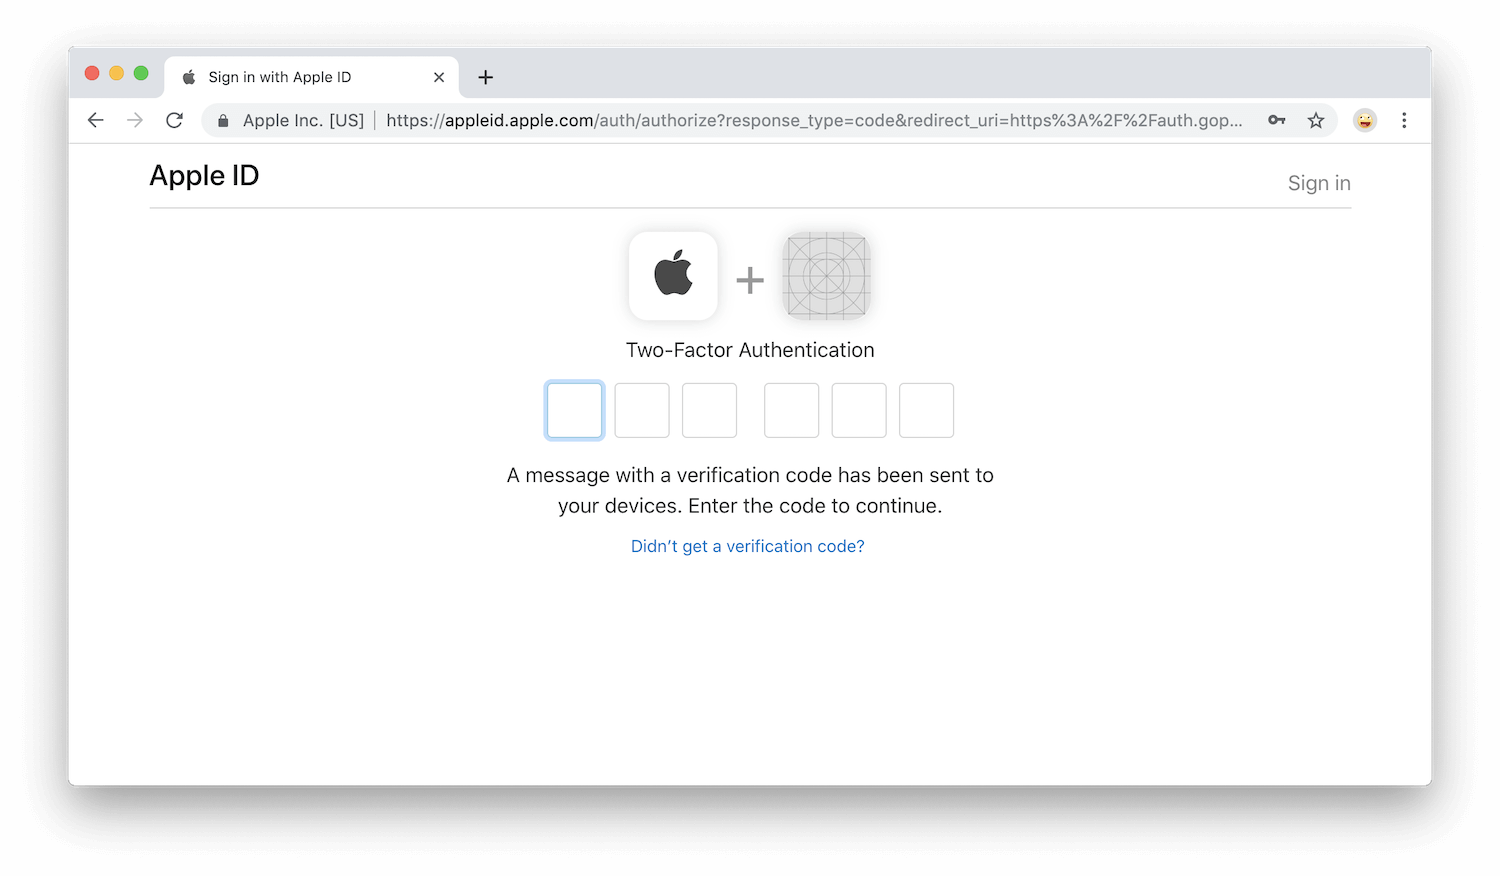 Sign in with Apple ID
Apple Inc. [US] https://appleid.apple.com/auth/authorize?response_type=code&redirect_uri=https%3A%2F%2Fauth.gop...
Apple ID
Sign in
Two-Factor Authentication
A message with a verification code has been sent to
your devices. Enter the code to continue.
Didn’t get a verification code?